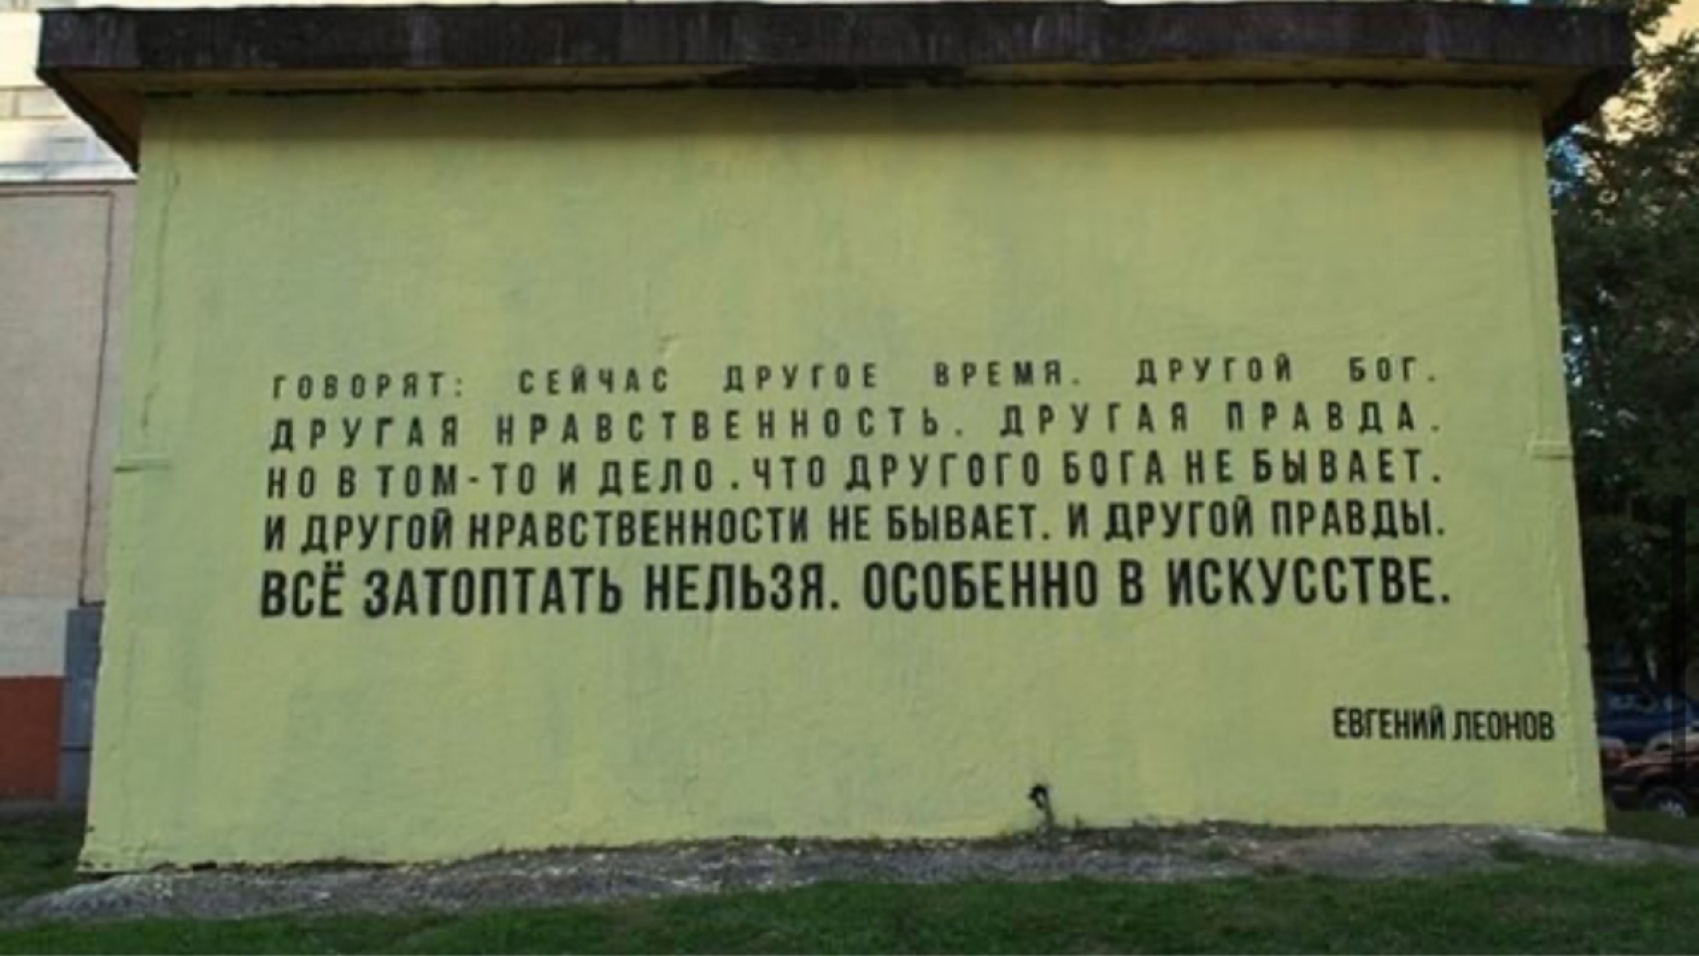 ГОВОРЯТ: СЕЙЧАС ДРУГОЕ ВРЕМЯ. ДРУГОЙ БОГ.
ДРУГАЯ НРАВСТВЕННОСТЬ. ДРУГАЯ ПРАВДА.
НО В ТОМ-ТО И ДЕЛО.ЧТО ДРУГОГО БОГА НЕ БЫВАЕТ.
И ДРУГОЙ НРАВСТВЕННОСТИ НЕ БЫВАЕТ. И ДРУГОЙ ПРАВДЫ.
ВСЁ ЗАТОПТАТЬ НЕЛЬЗЯ. ОСОБЕННО В ИСКУССТВЕ.
ЕВГЕНИЙ ЛЕОНОВ